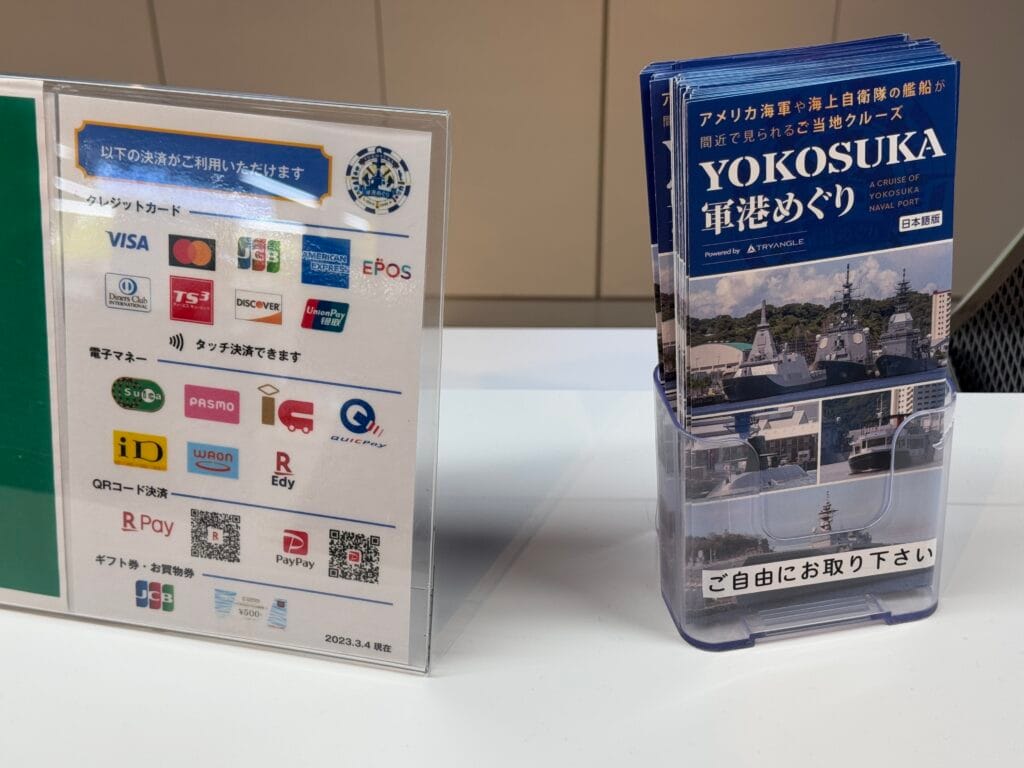 以下の決済がご利用いただけます
クレジットカード
VISA
mastercard
JCB
AMERICAN EXPRESS
EPOS
Diners Club
INTERNATIONAL
TS3
DISCOVER
UnionPay
银联
タッチ決済できます
電子マネー
Suica
PASMO
QUICPay
iD
WAON
R
Edy
QRコード決済
R Pay
PayPay
ギフト券・お買物券
JCB
¥500
2023.3.4 現在
アメリカ海軍や海上自衛隊の艦船が
間近で見られるご当地クルーズ
YOKOSUKA
軍港めぐり
A CRUISE OF
YOKOSUKA
NAVAL PORT
日本語版
Powered by TRYANGLE
ご自由にお取り下さい